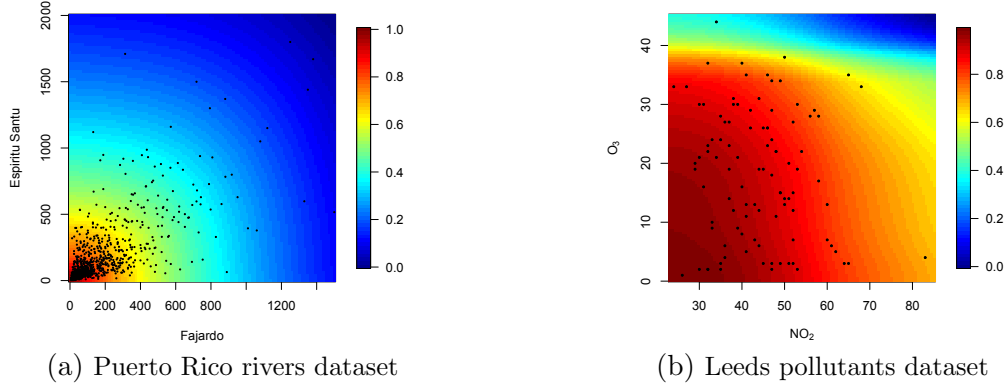 2000
1500
1000
500
0
Espiritu Santu
0 200 400 600 800 1200
Fajardo
1.0
0.8
0.6
0.4
0.2
0.0
(a) Puerto Rico rivers dataset
40
30
20
10
0
O3
30 40 50 60 70 80
NO2
0.8
0.6
0.4
0.2
0.0
(b) Leeds pollutants dataset